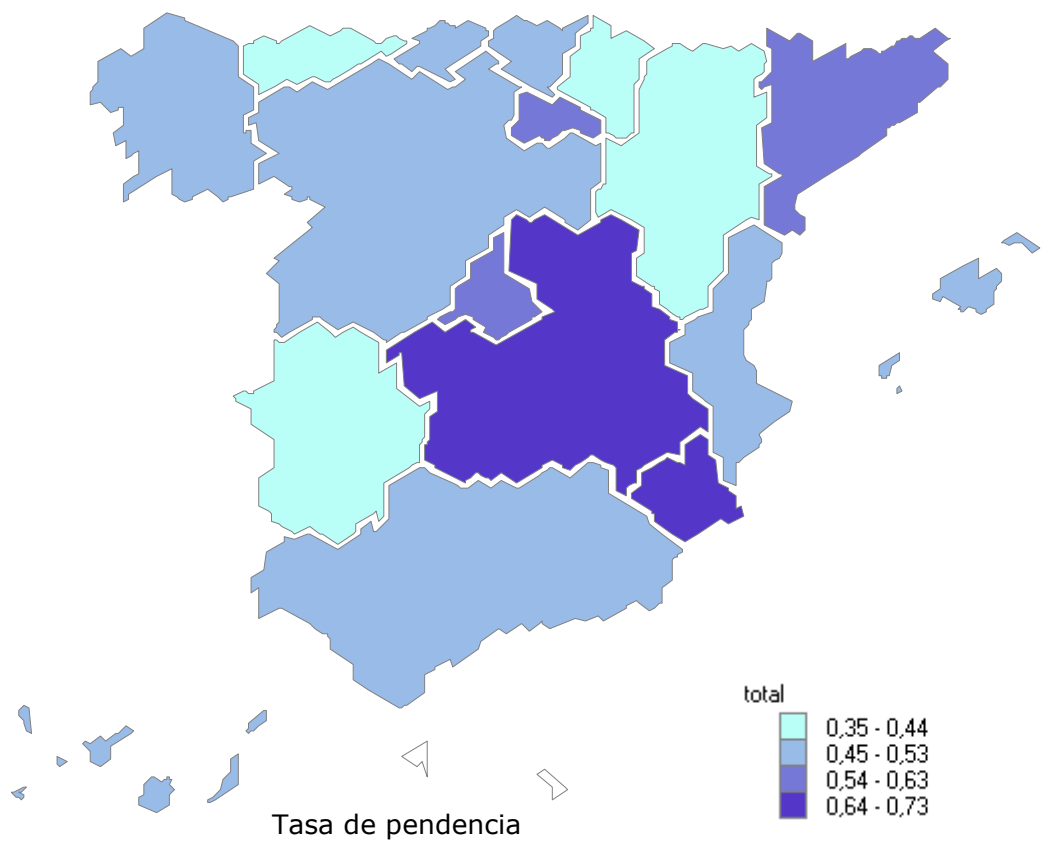 total
0,35 - 0,44
0,45 - 0,53
0,54 - 0,63
0,64 - 0,73
Tasa de pendencia